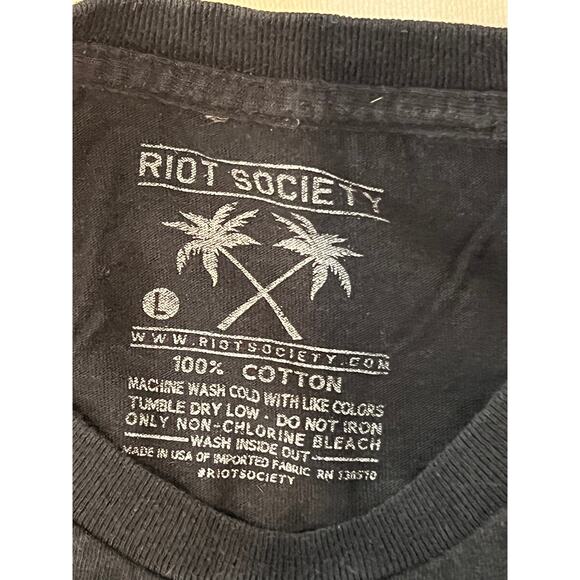 RIOT SOCIETY
L
WWW.RIOTSOCIETY.COM
100% COTTON
MACHINE WASH COLD WITH LIKE COLORS
TUMBLE DRY LOW - DO NOT IRON
ONLY NON-CHLORINE BLEACH
WASH INSIDE OUT
MADE IN USA OF IMPORTED FABRIC RN
#RIOTSOCIETY